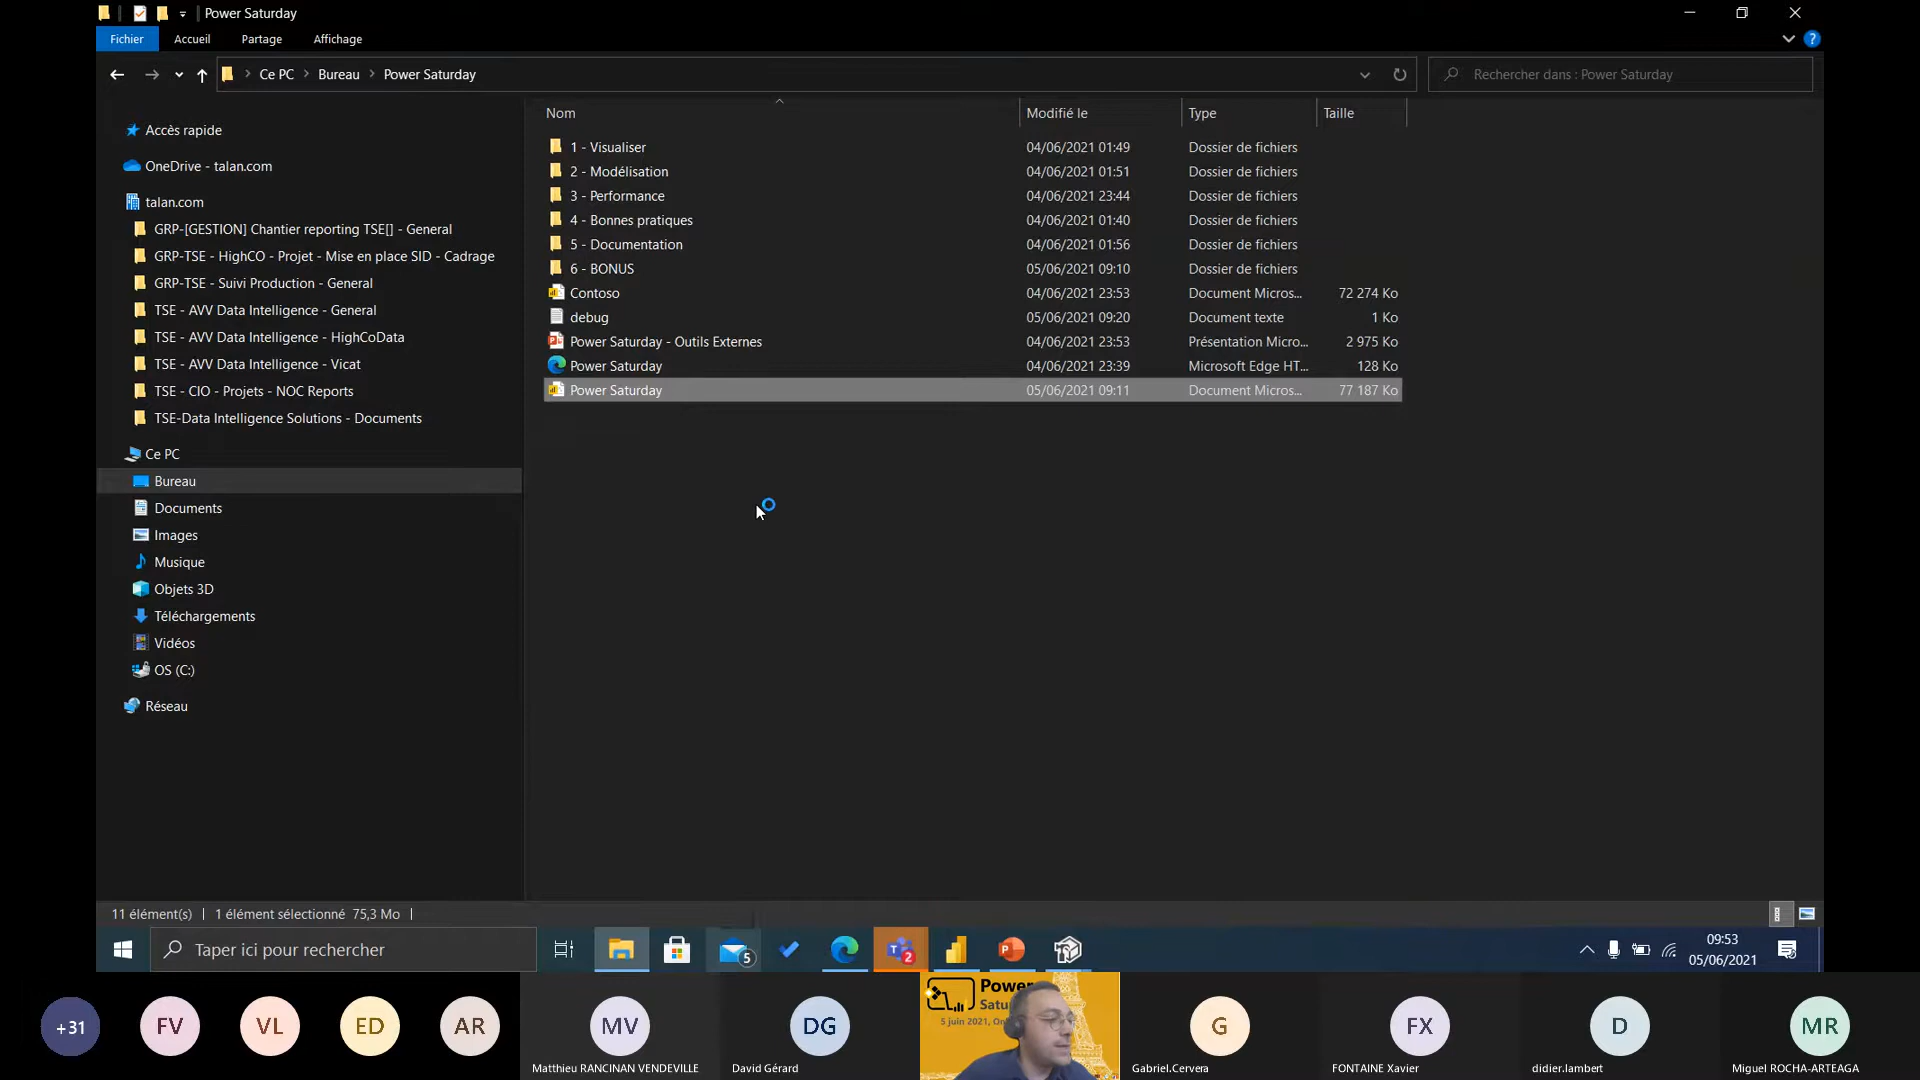 Power Saturday
Fichier
Accueil
Partage
Affichage
?
Ce PC
Bureau
Power Saturday
Rechercher dans : Power Saturday
Nom
Modifié le
Type
Taille
Accès rapide
OneDrive - talan.com
talan.com
GRP-[GESTION] Chantier reporting TSE[] - General
GRP-TSE - HighCO - Projet - Mise en place SID - Cadrage
GRP-TSE - Suivi Production - General
TSE - AVV Data Intelligence - General
TSE - AVV Data Intelligence - HighCoData
TSE - AVV Data Intelligence - Vicat
TSE - CIO - Projets - NOC Reports
TSE-Data Intelligence Solutions - Documents
Ce PC
Bureau
Documents
Images
Musique
Objets 3D
Téléchargements
Vidéos
OS (C:)
Réseau
1 - Visualiser 04/06/2021 01:49 Dossier de fichiers
2 - Modélisation 04/06/2021 01:51 Dossier de fichiers
3 - Performance 04/06/2021 23:44 Dossier de fichiers
4 - Bonnes pratiques 04/06/2021 01:40 Dossier de fichiers
5 - Documentation 04/06/2021 01:56 Dossier de fichiers
6 - BONUS 05/06/2021 09:10 Dossier de fichiers
Contoso 04/06/2021 23:53 Document Micros... 72 274 Ko
debug 05/06/2021 09:20 Document texte 1 Ko
Power Saturday - Outils Externes 04/06/2021 23:53 Présentation Micro... 2 975 Ko
Power Saturday 04/06/2021 23:39 Microsoft Edge HT... 128 Ko
Power Saturday 05/06/2021 09:11 Document Micros... 77 187 Ko
11 élément(s)
1 élément sélectionné 75,3 Mo
Taper ici pour rechercher
5
2
09:53
05/06/2021
+31
FV
VL
ED
AR
MV
Matthieu RANCINAN VENDEVILLE
DG
David Gérard
Power
Satu
5 juin 2021, On
G
Gabriel.Cervera
FX
FONTAINE Xavier
D
didier.lambert
MR
Miguel ROCHA-ARTEAGA